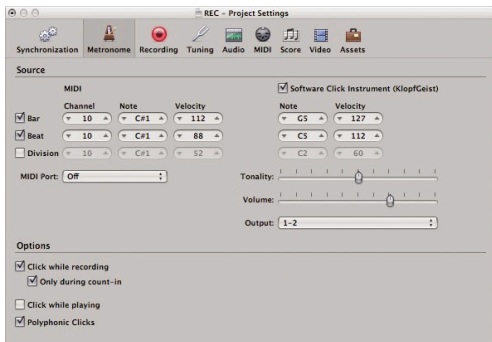 REC - Project Settings
Synchronization Metronome Recording Tuning Audio MIDI Score Video Assets
Source
MIDI
Software Click Instrument (KlopfGeist)
Channel Note Velocity Note Velocity
Bar 10 C#1 112 G5 127
Beat 10 C#1 88 C5 112
Division 10 C#1 52 C2 60
MIDI Port: Off
Tonality:
Volume:
Output: 1-2
Options
Click while recording
Only during count-in
Click while playing
Polyphonic Clicks